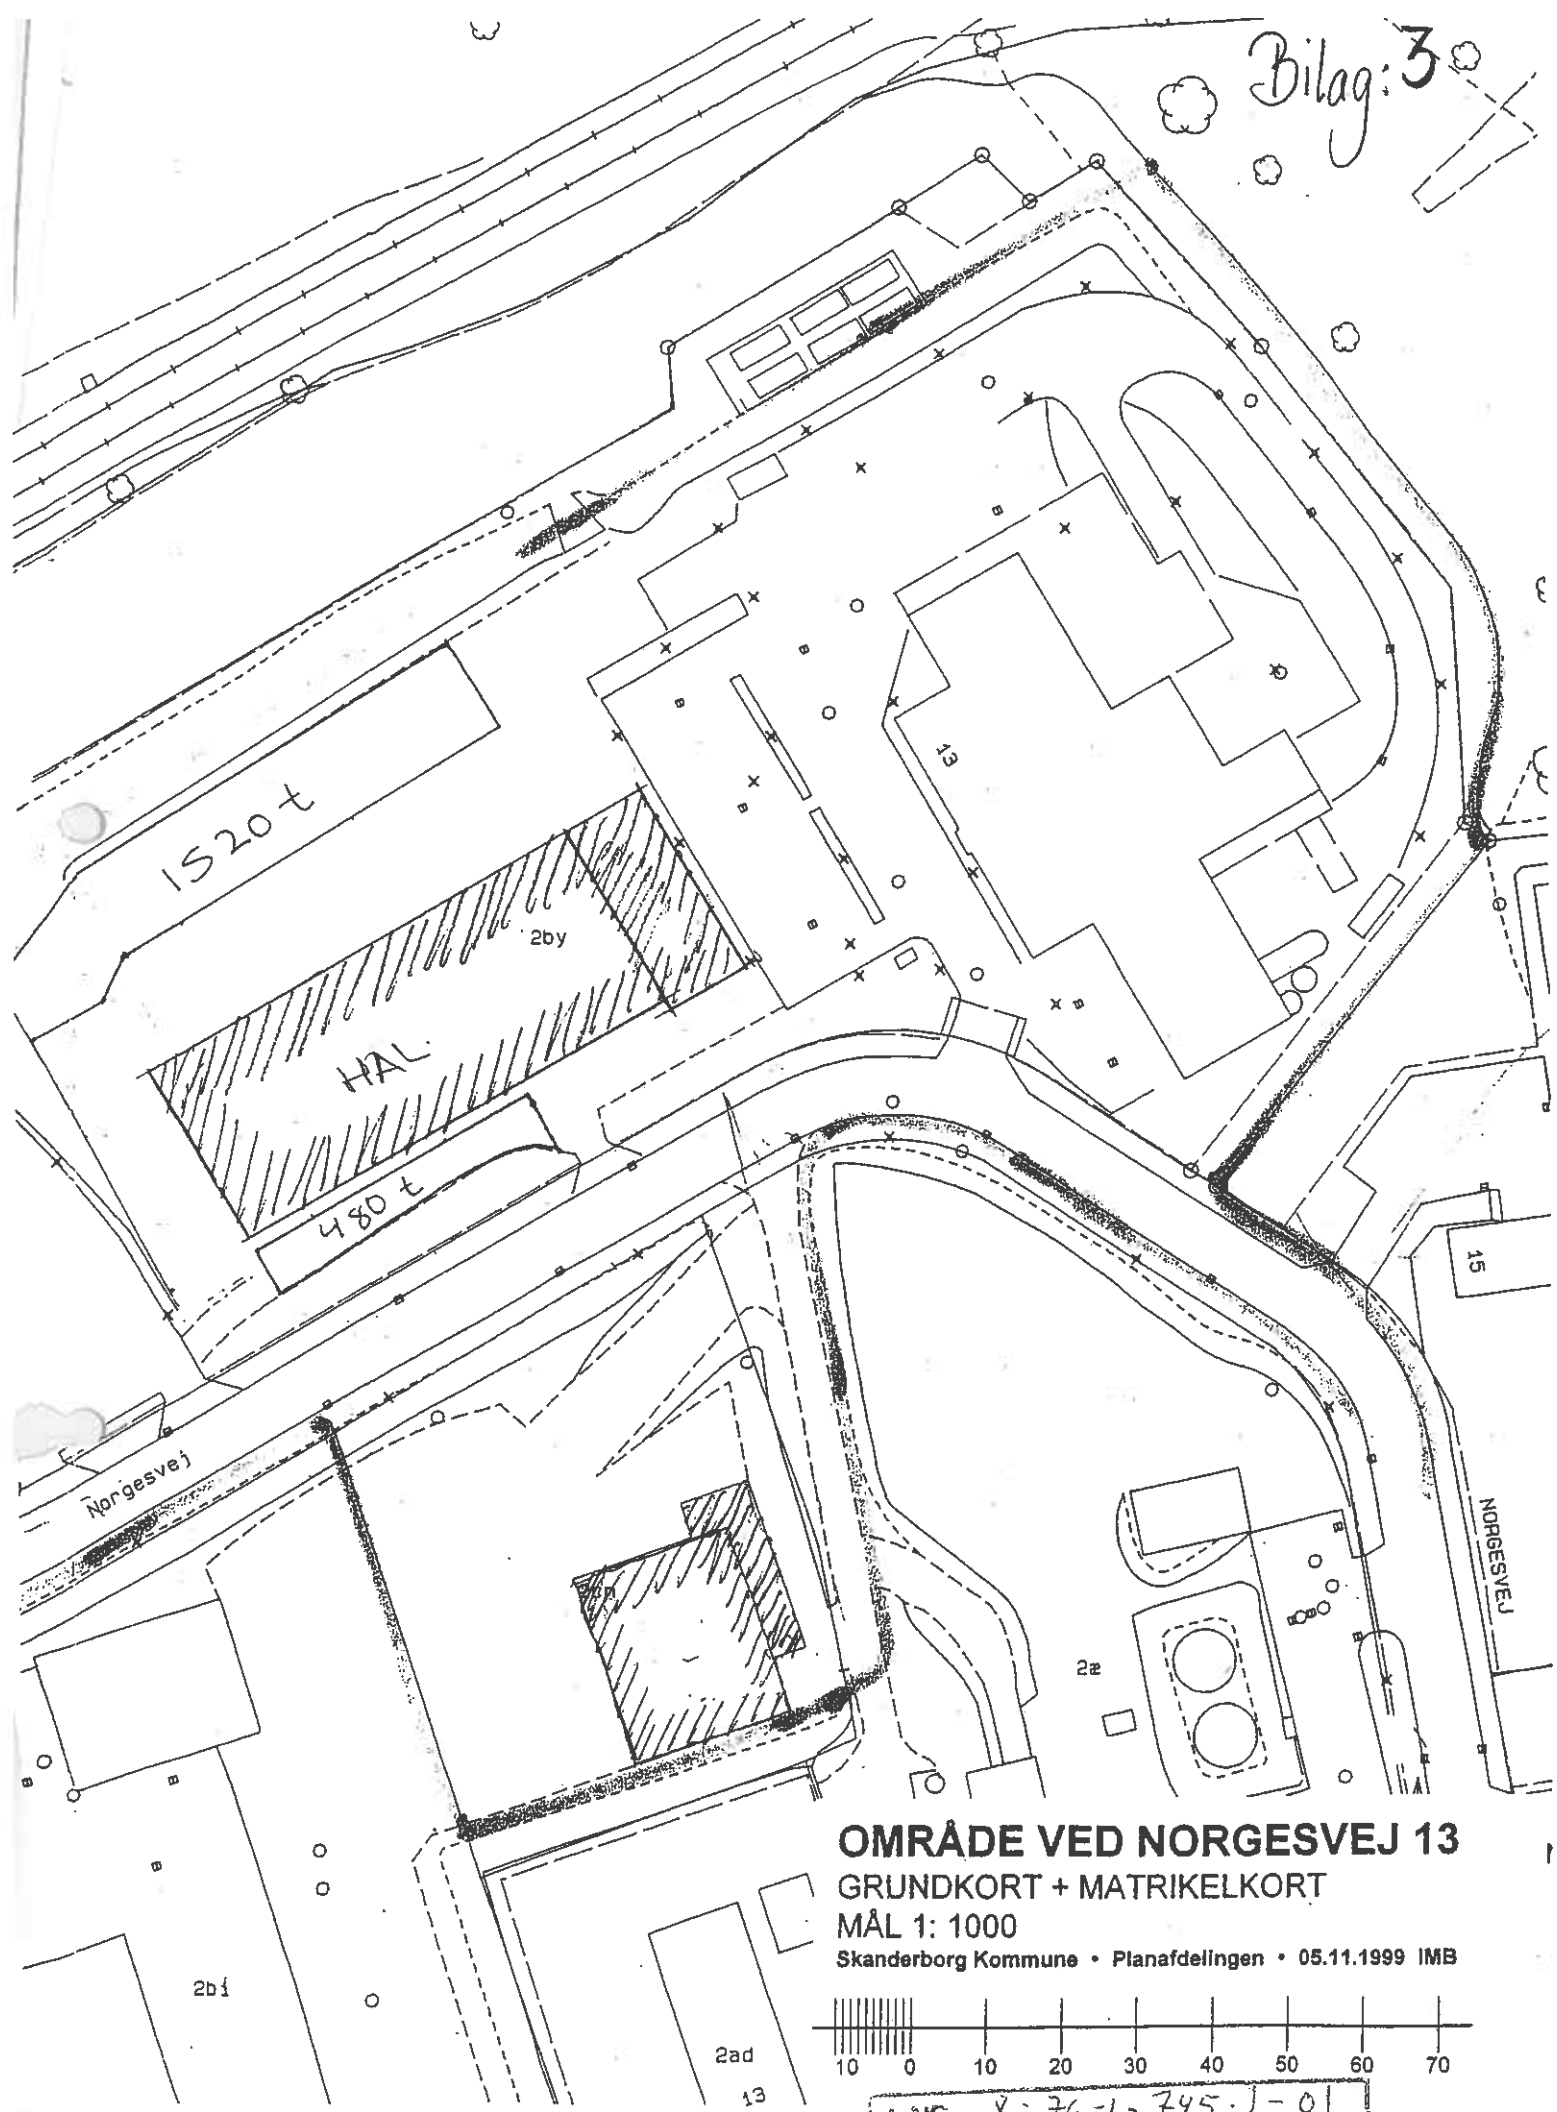 Bilag: 3
1520 t
13
2by
HAL
480 t
15
Norgesvej
NORGESVEJ
2æ
OMRÅDE VED NORGESVEJ 13
GRUNDKORT + MATRIKELKORT
MÅL 1: 1000
Skanderborg Kommune • Planafdelingen • 05.11.1999 IMB
2bi
2ad
13
10 0 10 20 30 40 50 60 70